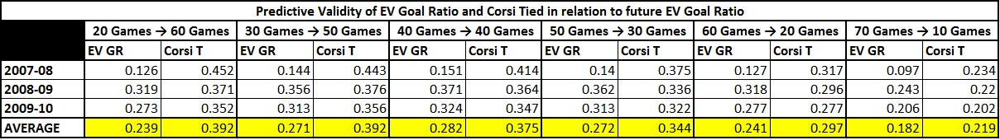 Predictive Validity of EV Goal Ratio and Corsi Tied in relation to future EV Goal Ratio
20 Games → 60 Games 30 Games → 50 Games 40 Games → 40 Games 50 Games → 30 Games 60 Games → 20 Games 70 Games → 10 Games
EV GR Corsi T EV GR Corsi T EV GR Corsi T EV GR Corsi T EV GR Corsi T EV GR Corsi T
2007-08 0.126 0.452 0.144 0.443 0.151 0.414 0.14 0.375 0.127 0.317 0.097 0.234
2008-09 0.319 0.371 0.356 0.376 0.371 0.364 0.362 0.336 0.318 0.296 0.243 0.22
2009-10 0.273 0.352 0.313 0.356 0.324 0.347 0.313 0.322 0.277 0.277 0.206 0.202
AVERAGE 0.239 0.392 0.271 0.392 0.282 0.375 0.272 0.344 0.241 0.297 0.182 0.219